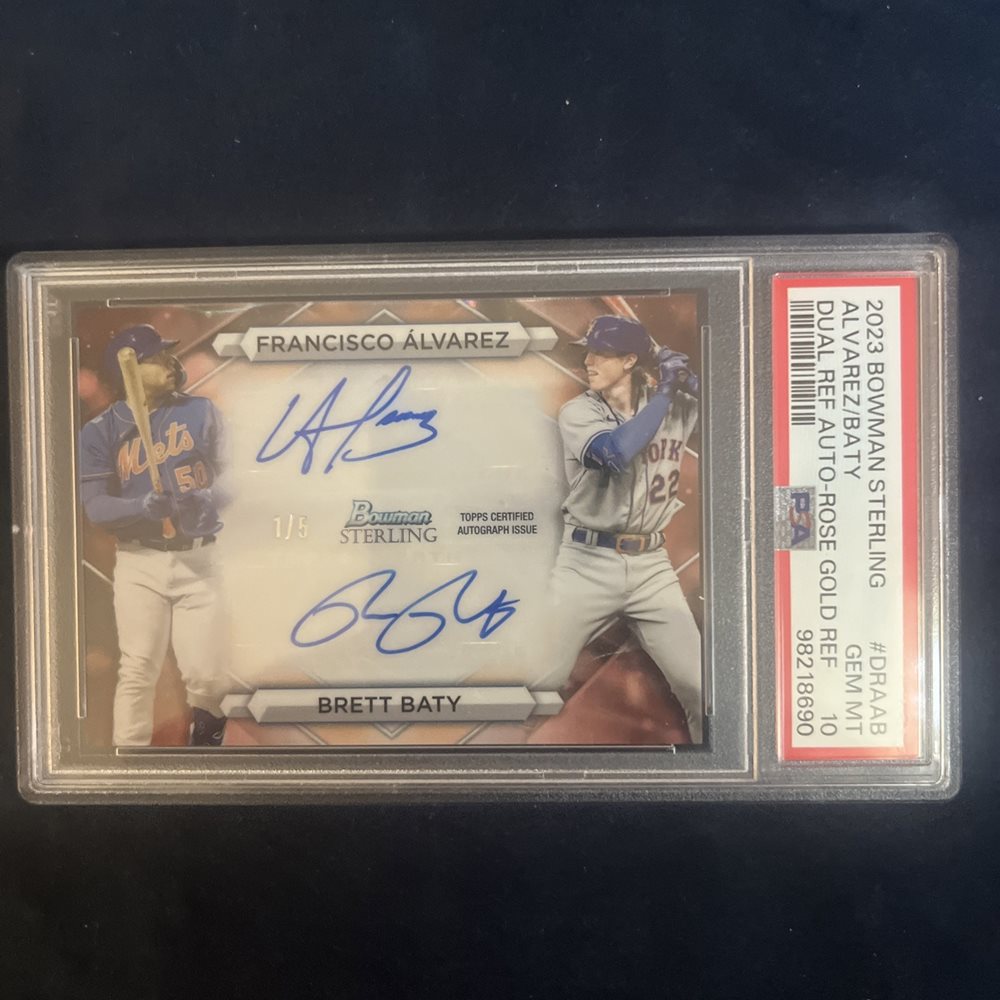 FRANCISCO ÁLVAREZ
Mets
50
YORK
22
1/5
Bowman
STERLING
TOPPS CERTIFIED
AUTOGRAPH ISSUE
BRETT BATY
2023 BOWMAN STERLING #DRAAB
ALVAREZ/BATY GEM MT
DUAL REF AUTO-ROSE GOLD REF 10
98218690
PSA